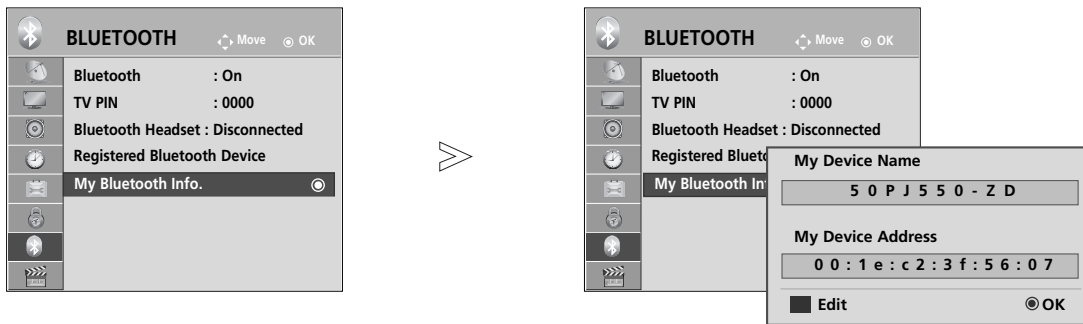 BLUETOOTH Move OK
Bluetooth : On
TV PIN : 0000
Bluetooth Headset : Disconnected
Registered Bluetooth Device
My Bluetooth Info.
BLUETOOTH Move OK
Bluetooth : On
TV PIN : 0000
Bluetooth Headset : Disconnected
Registered Blueto
My Bluetooth In
My Device Name
50PJ550-ZD
My Device Address
00:1e:c2:3f:56:07
Edit OK